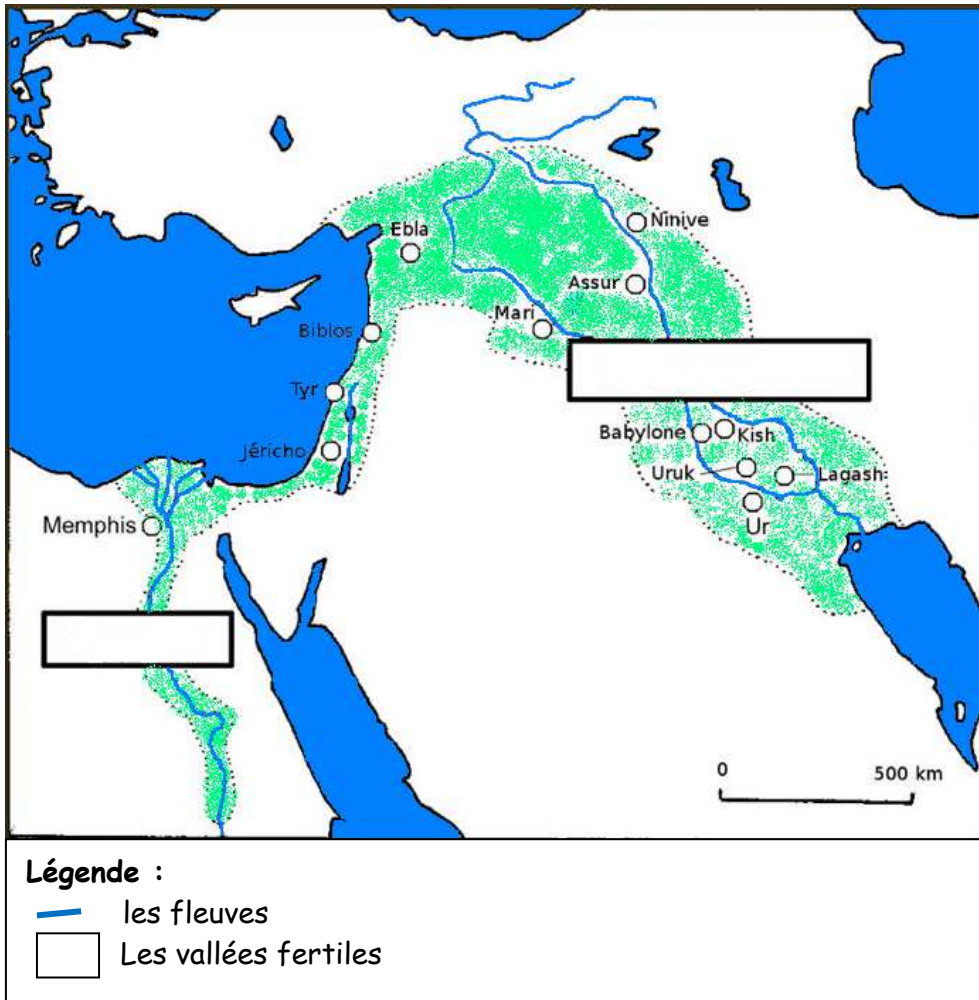 Ninive
Ebla
Assur
Mari
Biblos
Tyr
Babylone
Kish
Jéricho
Uruk
Lagash
Ur
Memphis
0 500 km
Légende :
les fleuves
Les vallées fertiles